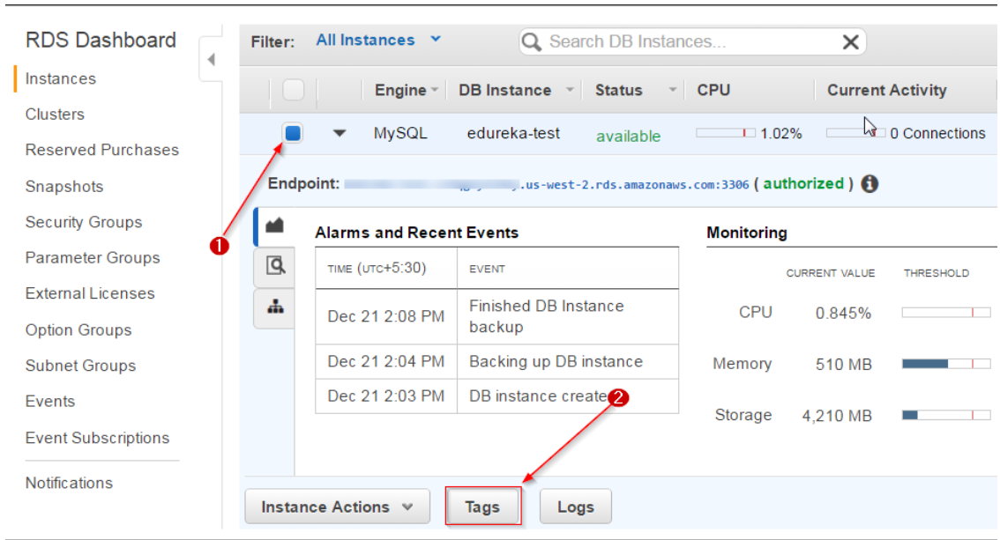 RDS Dashboard
Instances
Clusters
Reserved Purchases
Snapshots
Security Groups
Parameter Groups
External Licenses
Option Groups
Subnet Groups
Events
Event Subscriptions
Notifications
Filter: All Instances Search DB Instances...
Engine DB Instance Status CPU Current Activity
MySQL edureka-test available 1.02% 0 Connections
Endpoint: .us-west-2.rds.amazonaws.com:3306 ( authorized )
Alarms and Recent Events
TIME (UTC+5:30) EVENT
Dec 21 2:08 PM Finished DB Instance
backup
Dec 21 2:04 PM Backing up DB instance
Dec 21 2:03 PM DB instance create
Monitoring
CURRENT VALUE THRESHOLD
CPU 0.845%
Memory 510 MB
Storage 4,210 MB
1
2
Instance Actions Tags Logs